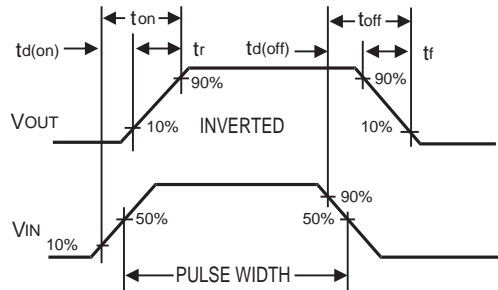 ton toff
td(on) tr td(off) tf
90% 90%
VOUT 10% INVERTED 10%
90%
50% 50%
VIN 10%
PULSE WIDTH